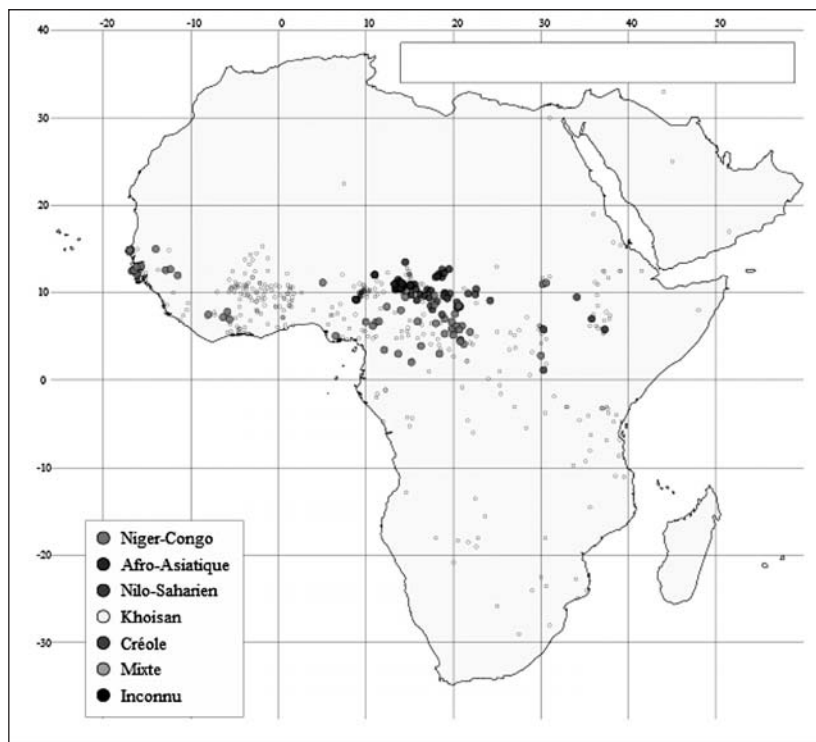 -20 -10 0 10 20 30 40 50
40
30
20
10
0
-10
-20
-30
Niger-Congo
Afro-Asiatique
Nilo-Saharien
Khoisan
Créole
Mixte
Inconnu